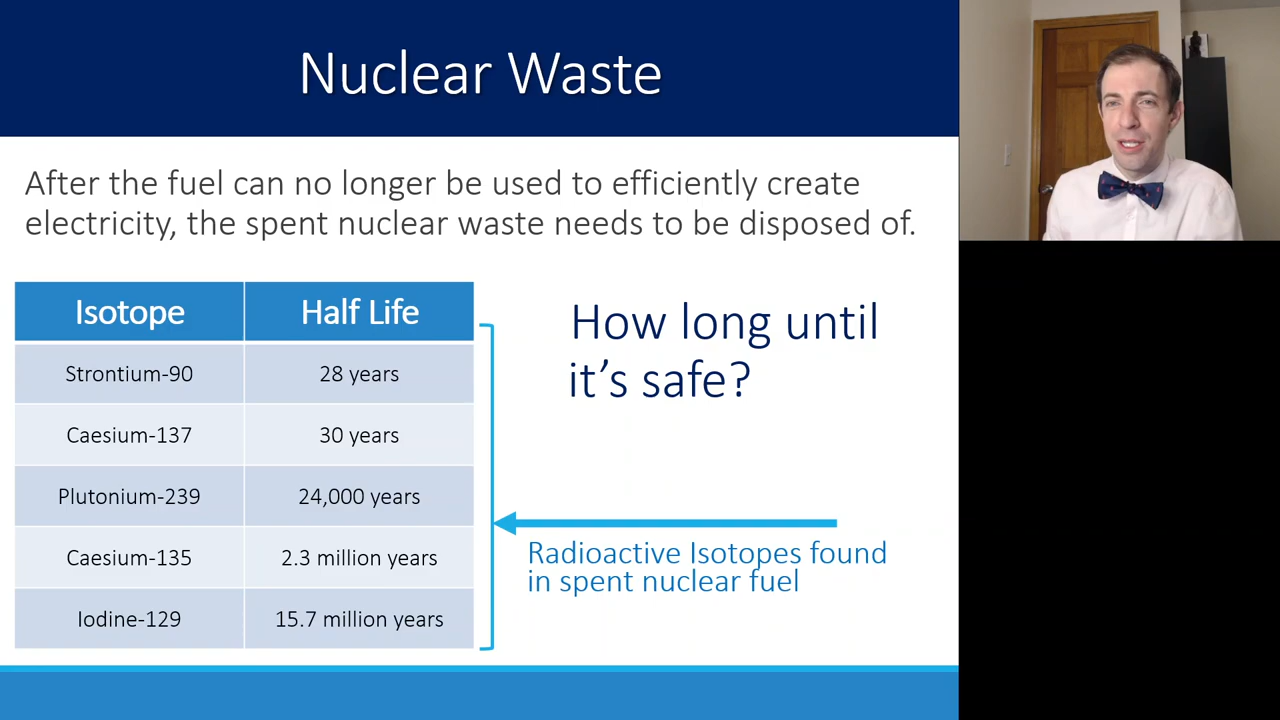 Nuclear Waste
After the fuel can no longer be used to efficiently create
electricity, the spent nuclear waste needs to be disposed of.
Isotope Half Life
Strontium-90 28 years
Caesium-137 30 years
Plutonium-239 24,000 years
Caesium-135 2.3 million years
Iodine-129 15.7 million years
How long until
it's safe?
Radioactive Isotopes found
in spent nuclear fuel